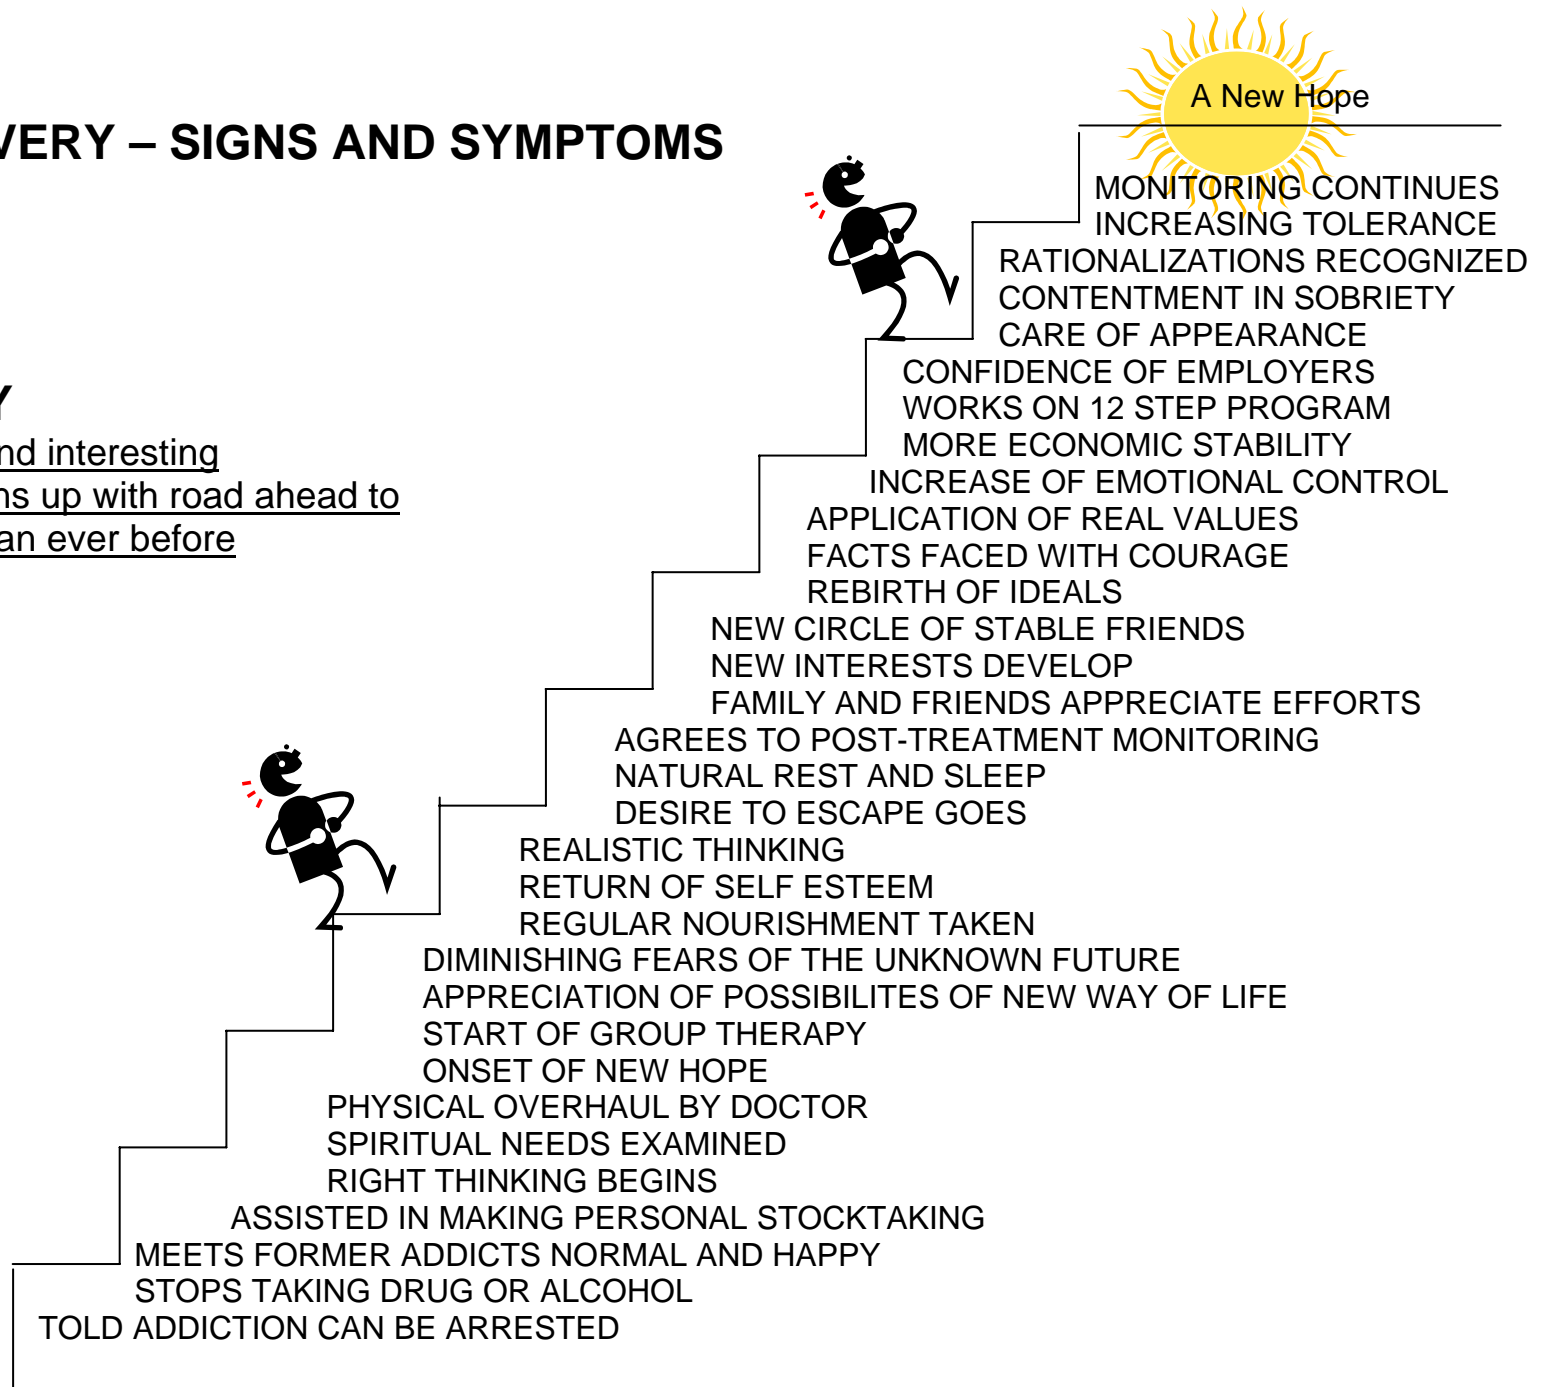 A New Hope
VERY – SIGNS AND SYMPTOMS
MONITORING CONTINUES
INCREASING TOLERANCE
RATIONALIZATIONS RECOGNIZED
CONTENTMENT IN SOBRIETY
CARE OF APPEARANCE
CONFIDENCE OF EMPLOYERS
WORKS ON 12 STEP PROGRAM
MORE ECONOMIC STABILITY
Y
nd interesting
ns up with road ahead to
an ever before
INCREASE OF EMOTIONAL CONTROL
APPLICATION OF REAL VALUES
FACTS FACED WITH COURAGE
REBIRTH OF IDEALS
NEW CIRCLE OF STABLE FRIENDS
NEW INTERESTS DEVELOP
FAMILY AND FRIENDS APPRECIATE EFFORTS
AGREES TO POST-TREATMENT MONITORING
NATURAL REST AND SLEEP
DESIRE TO ESCAPE GOES
REALISTIC THINKING
RETURN OF SELF ESTEEM
REGULAR NOURISHMENT TAKEN
DIMINISHING FEARS OF THE UNKNOWN FUTURE
APPRECIATION OF POSSIBILITES OF NEW WAY OF LIFE
START OF GROUP THERAPY
ONSET OF NEW HOPE
PHYSICAL OVERHAUL BY DOCTOR
SPIRITUAL NEEDS EXAMINED
RIGHT THINKING BEGINS
ASSISTED IN MAKING PERSONAL STOCKTAKING
MEETS FORMER ADDICTS NORMAL AND HAPPY
STOPS TAKING DRUG OR ALCOHOL
TOLD ADDICTION CAN BE ARRESTED